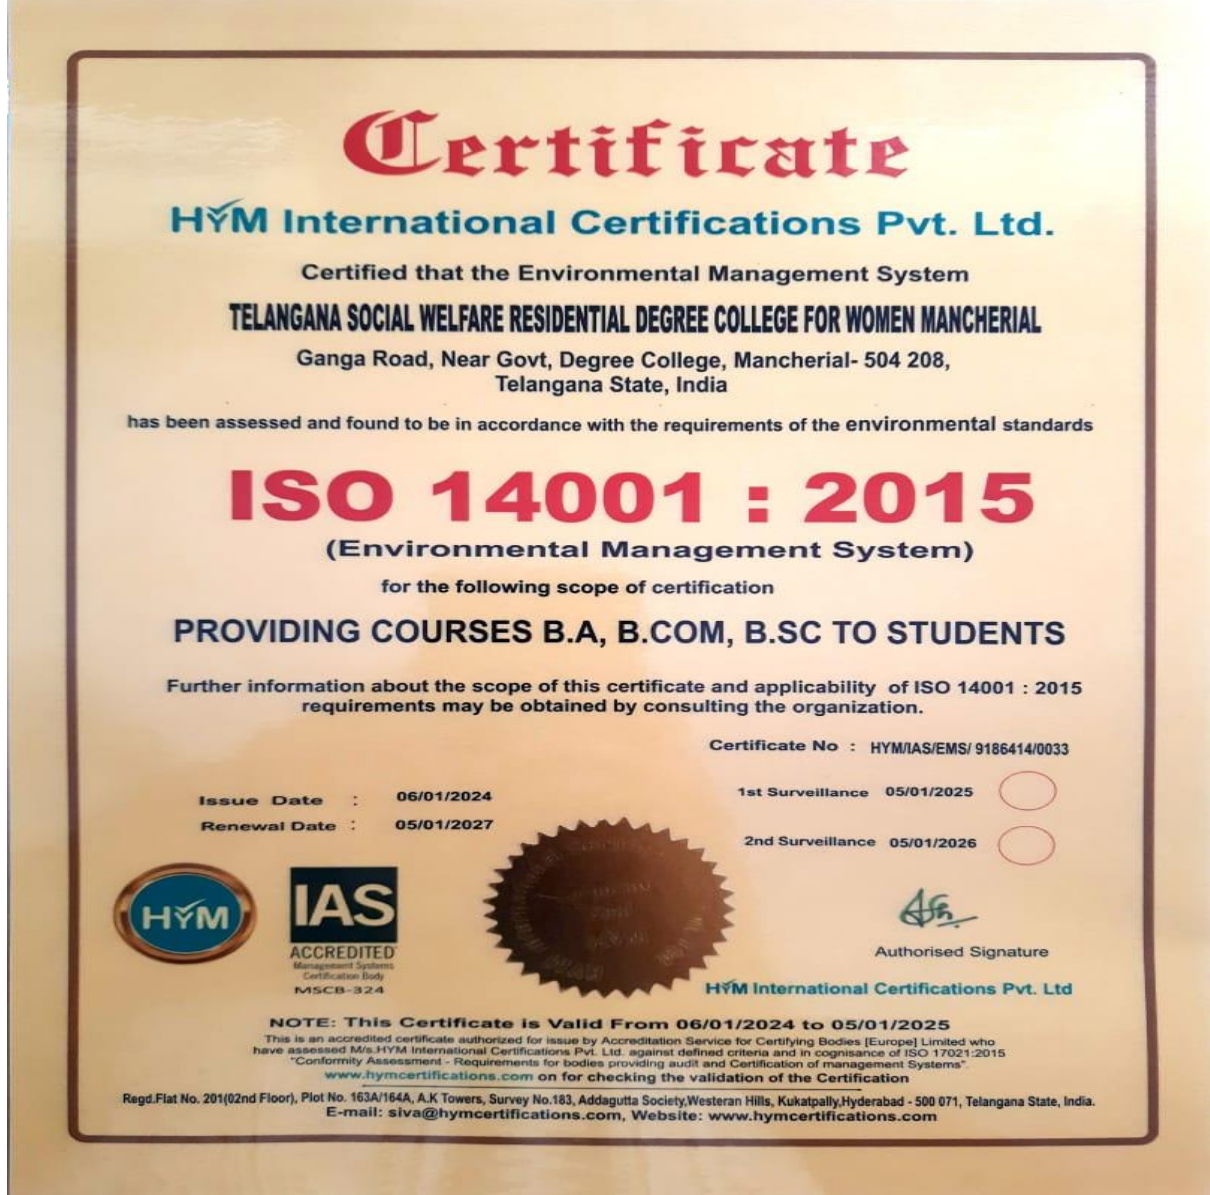 Certificate
HYM International Certifications Pvt. Ltd.
Certified that the Environmental Management System
TELANGANA SOCIAL WELFARE RESIDENTIAL DEGREE COLLEGE FOR WOMEN MANCHERIAL
Ganga Road, Near Govt, Degree College, Mancherial- 504 208,
Telangana State, India
has been assessed and found to be in accordance with the requirements of the environmental standards
ISO 14001 : 2015
(Environmental Management System)
for the following scope of certification
PROVIDING COURSES B.A, B.COM, B.SC TO STUDENTS
Further information about the scope of this certificate and applicability of ISO 14001 : 2015
requirements may be obtained by consulting the organization.
Certificate No : HYM/IAS/EMS/ 9186414/0033
Issue Date : 06/01/2024
Renewal Date : 05/01/2027
1st Surveillance 05/01/2025
2nd Surveillance 05/01/2026
HYM
IAS
ACCREDITED
Management Systems
Certification Body
MSCB-324
Authorised Signature
HYM International Certifications Pvt. Ltd
NOTE: This Certificate is Valid From 06/01/2024 to 05/01/2025
This is an accredited certificate authorized for issue by Accreditation Service for Certifying Bodies [Europe] Limited who
have assessed M/s.HYM International Certifications Pvt. Ltd. against defined criteria and in cognisance of ISO 17021:2015
"Conformity Assessment - Requirements for bodies providing audit and Certification of management Systems".
www.hymcertifications.com on for checking the validation of the Certification
Regd.Flat No. 201(02nd Floor), Plot No. 163A/164A, A.K Towers, Survey No.183, Addagutta Society,Westeran Hills, Kukatpally,Hyderabad - 500 071, Telangana State, India.
E-mail: siva@hymcertifications.com, Website: www.hymcertifications.com